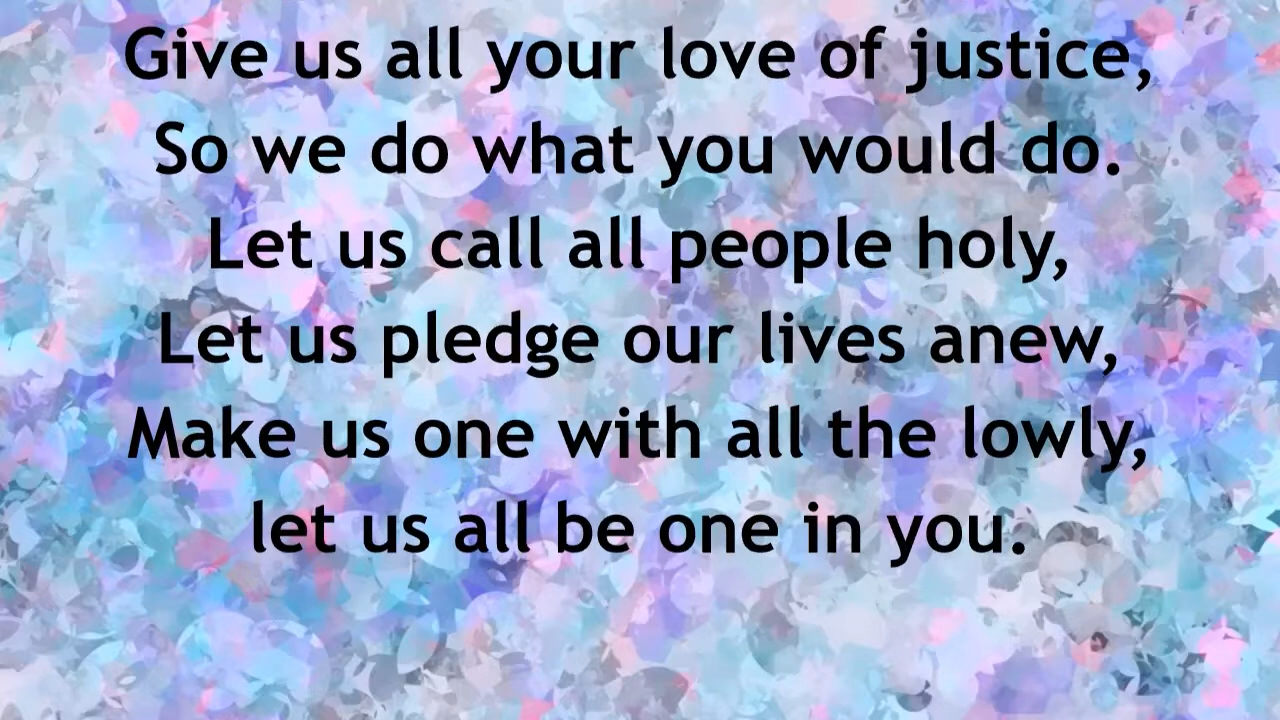 Give us all your love of justice,
So we do what you would do.
Let us call all people holy,
Let us pledge our lives anew,
Make us one with all the lowly,
let us all be one in you.